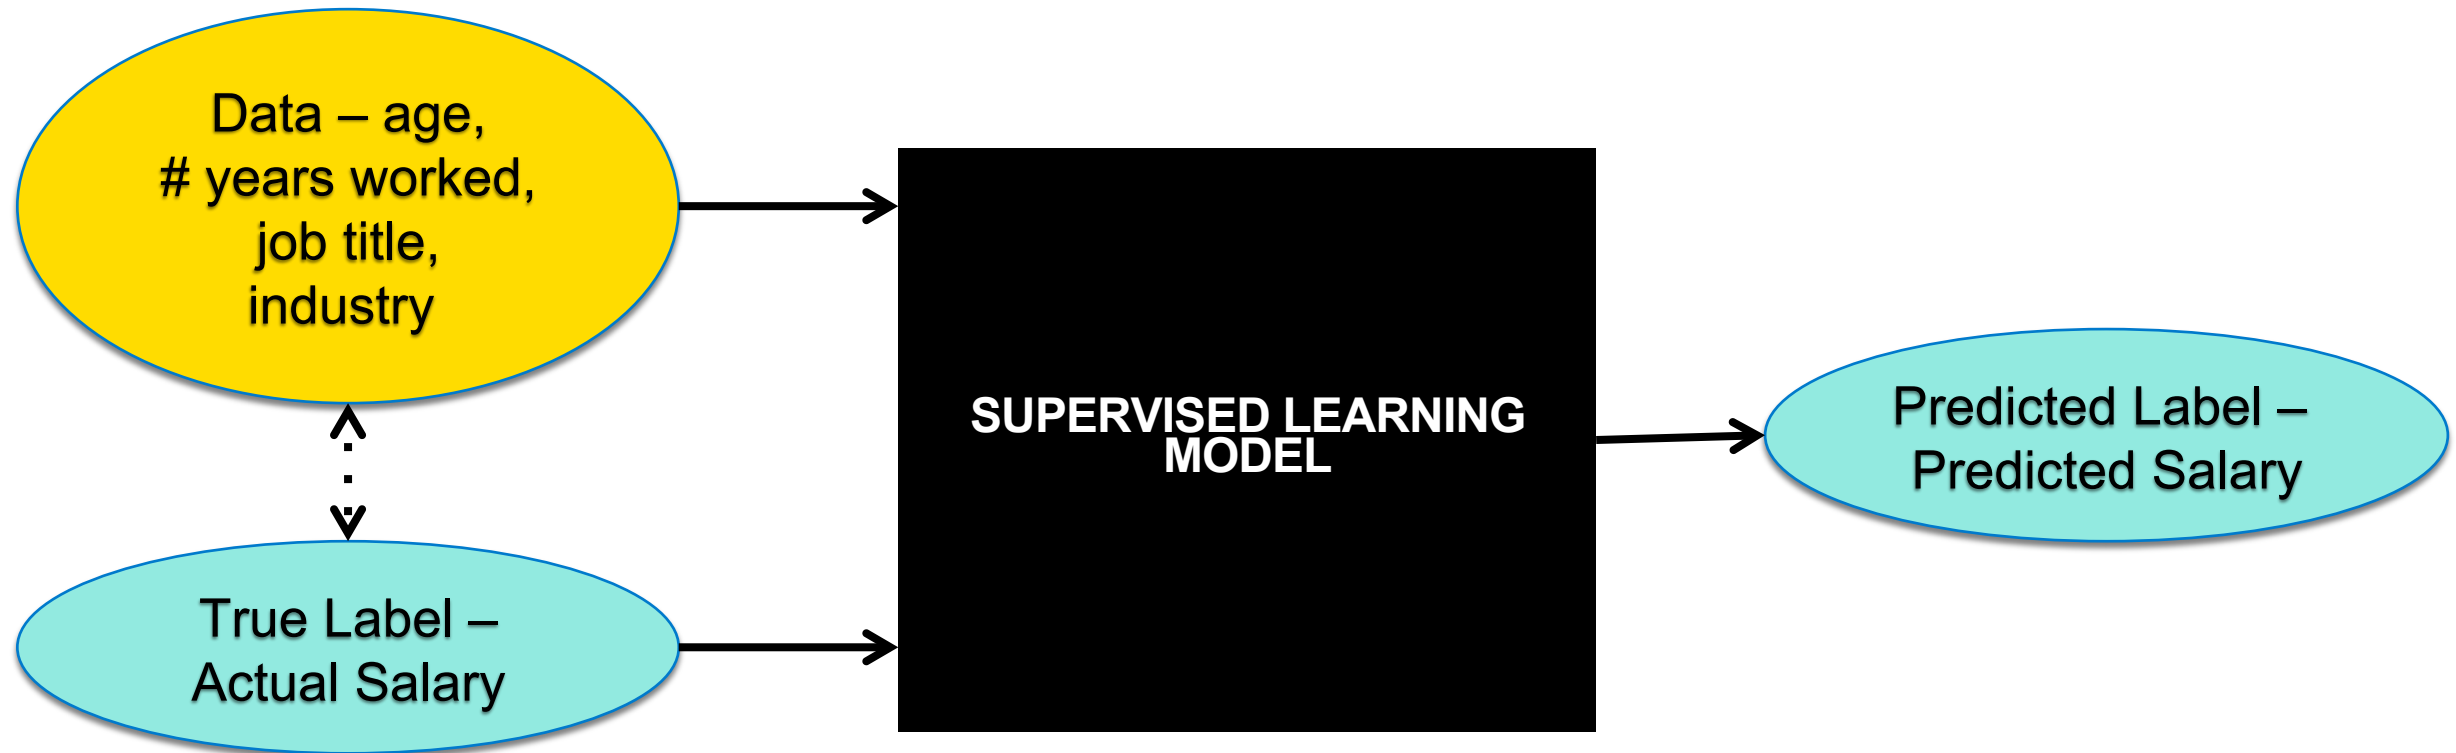 Data – age,
# years worked,
job title,
industry
True Label –
Actual Salary
SUPERVISED LEARNING
MODEL
Predicted Label –
Predicted Salary